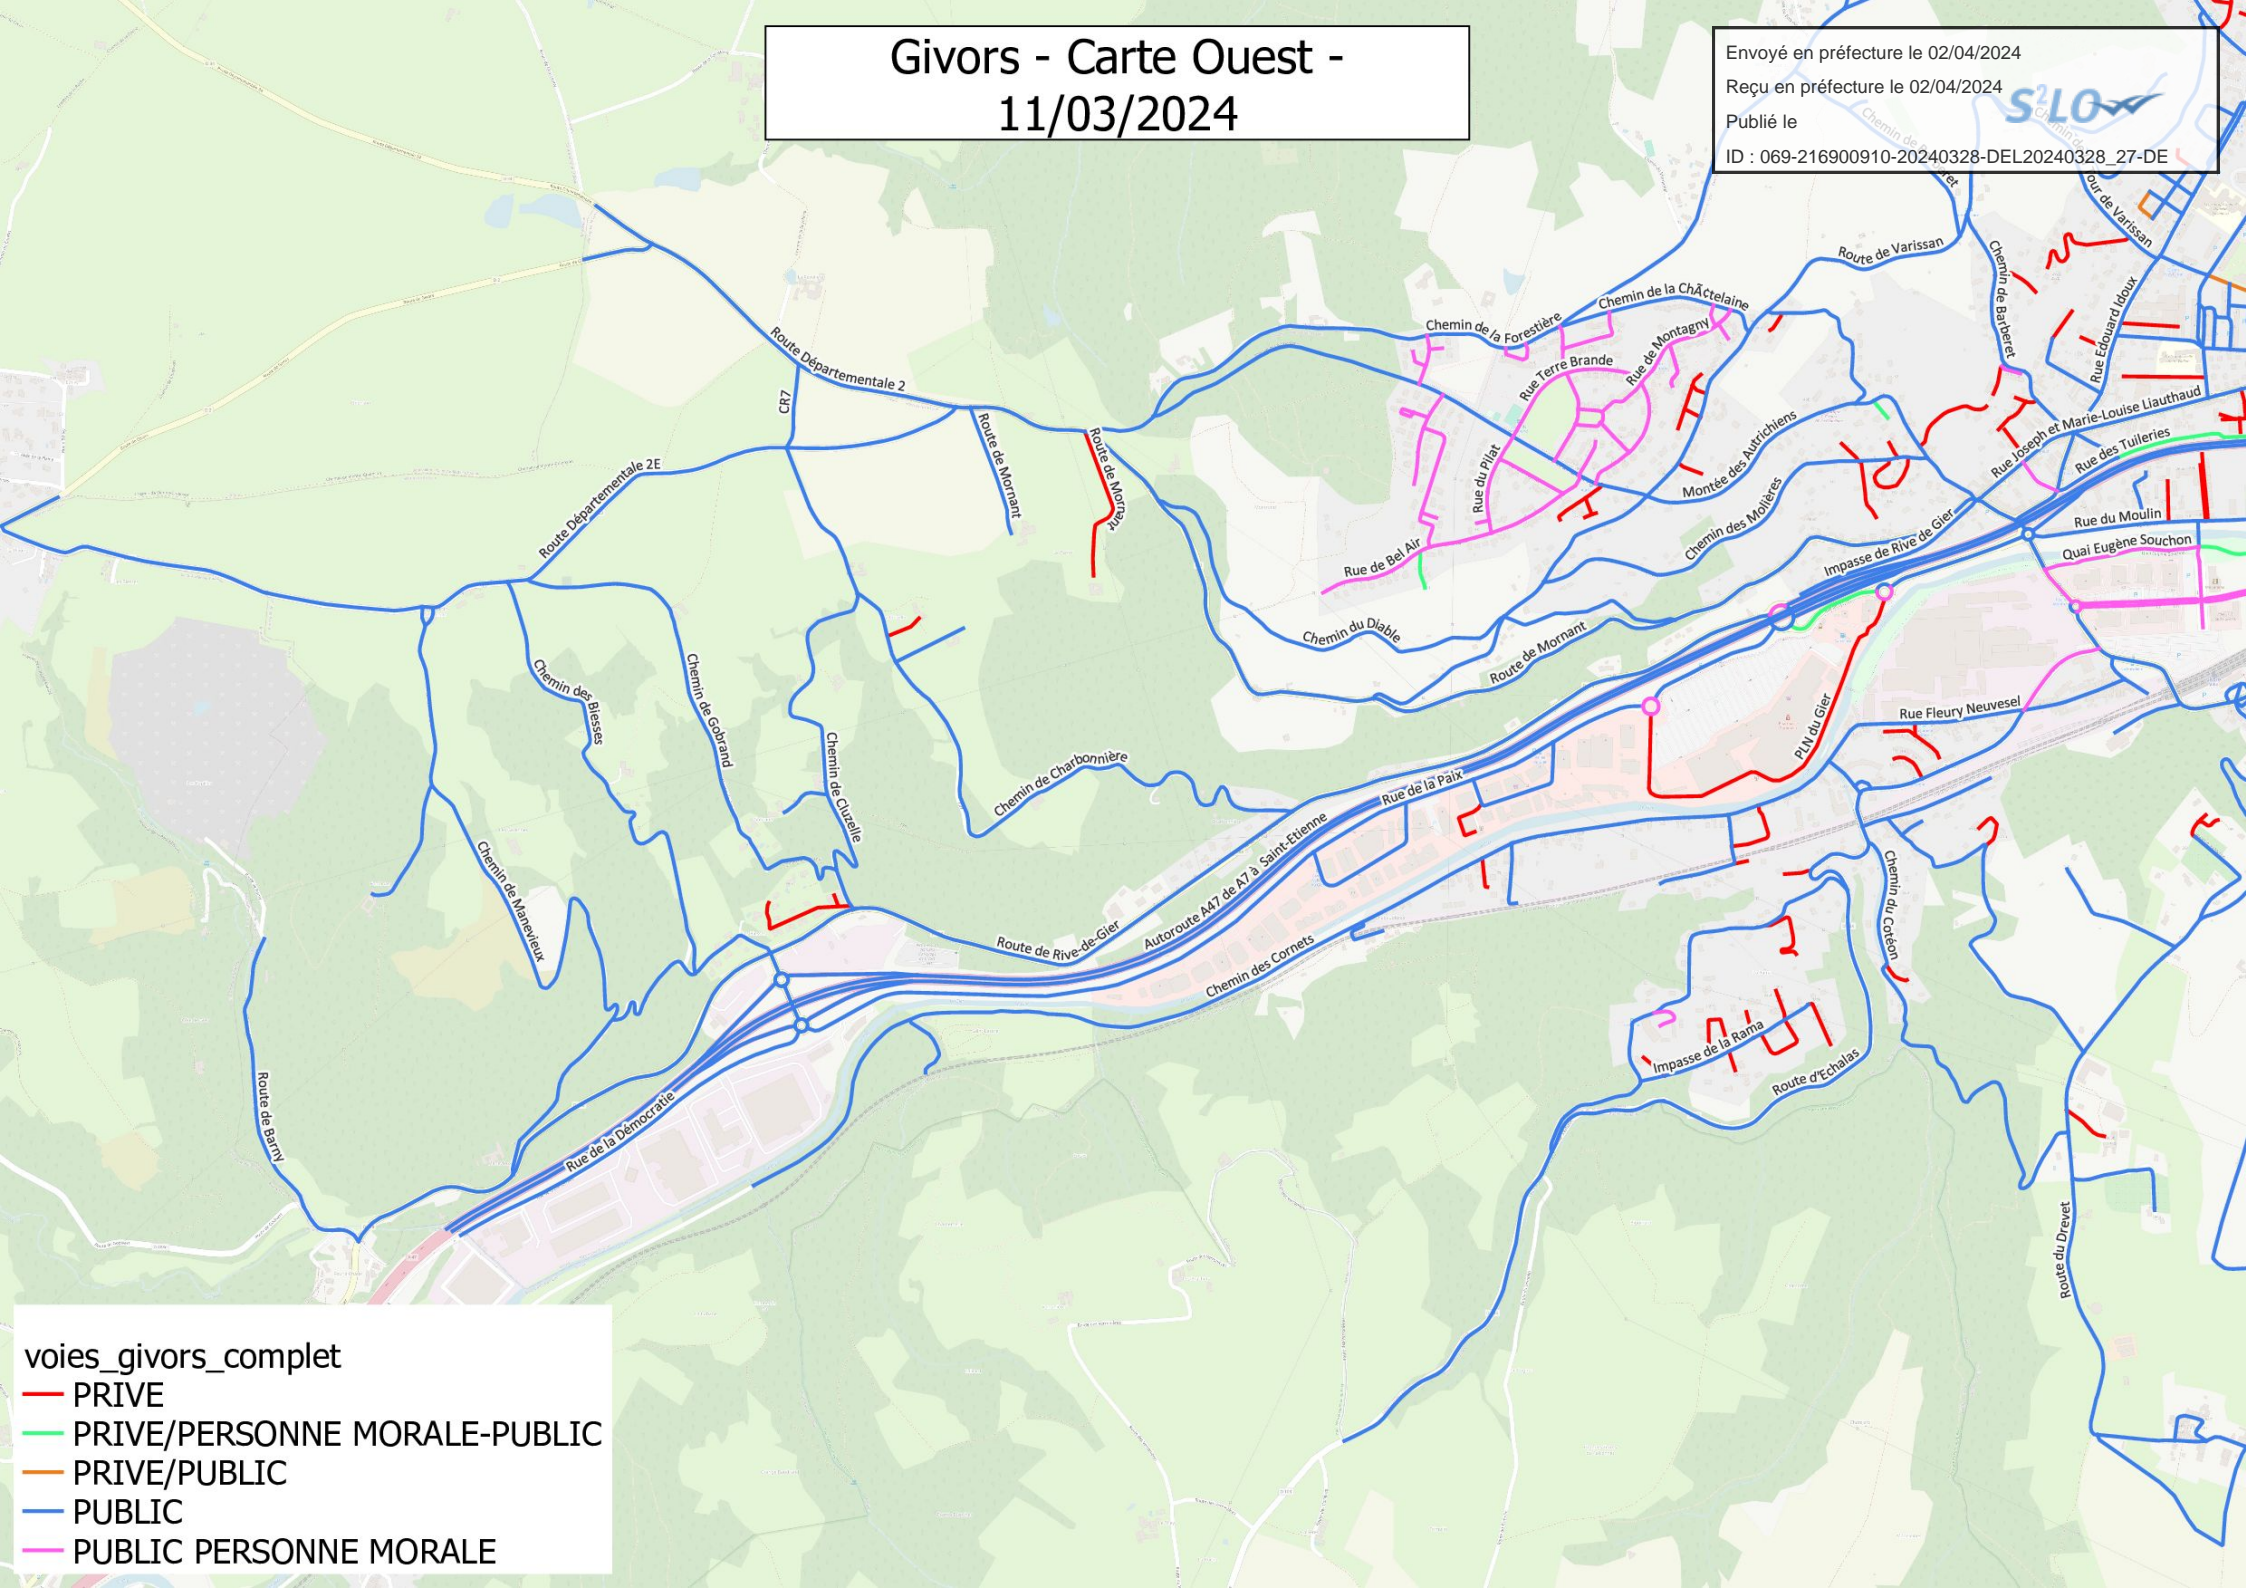 Givors - Carte Ouest -
11/03/2024
Envoyé en préfecture le 02/04/2024
Reçu en préfecture le 02/04/2024
Publié le
S²LO
ID : 069-216900910-20240328-DEL20240328_27-DE
Route de Varissan
Chemin de Barberet
Rue Edouard Idoux
Chemin de la ChÃ¢telaine
Chemin de la Forestière
Rue de Montagny
Rue Terre Brande
Route Départementale 2
CR7
Route de Mornant
Route de Mornant
Rue Joseph et Marie-Louise Liauthaud
Rue des Tuileries
Montée des Autrichiens
Rue du Pilat
Route Départementale 2E
Chemin des Molières
Rue du Moulin
Impasse de Rive de Gier
Quai Eugène Souchon
Rue de Bel Air
Chemin du Diable
Route de Mornant
Chemin des Biesses
Chemin de Gobrand
Chemin de Cluzelle
Chemin de Charbonnière
PLN du Gier
Rue Fleury Neuvesel
Rue de la Paix
Chemin de Manevieux
Autoroute A47 de A7 à Saint-Etienne
Route de Rive-de-Gier
Chemin des Cornets
Chemin du Cotéon
Impasse de la Rama
Route d'Echalas
Route de Barny
Rue de la Démocratie
Route du Drevet
voies_givors_complet
PRIVE
PRIVE/PERSONNE MORALE-PUBLIC
PRIVE/PUBLIC
PUBLIC
PUBLIC PERSONNE MORALE